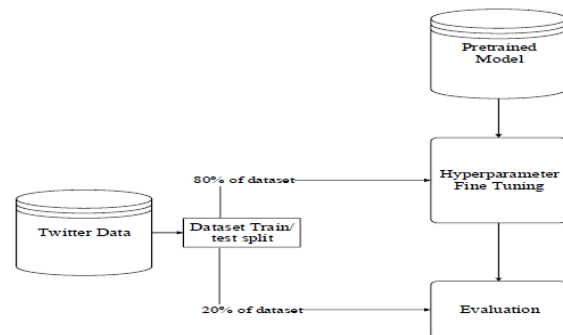 Pretrained
Model
80% of dataset
Hyperparameter
Fine Tuning
Twitter Data
Dataset Train/
test split
20% of dataset
Evaluation